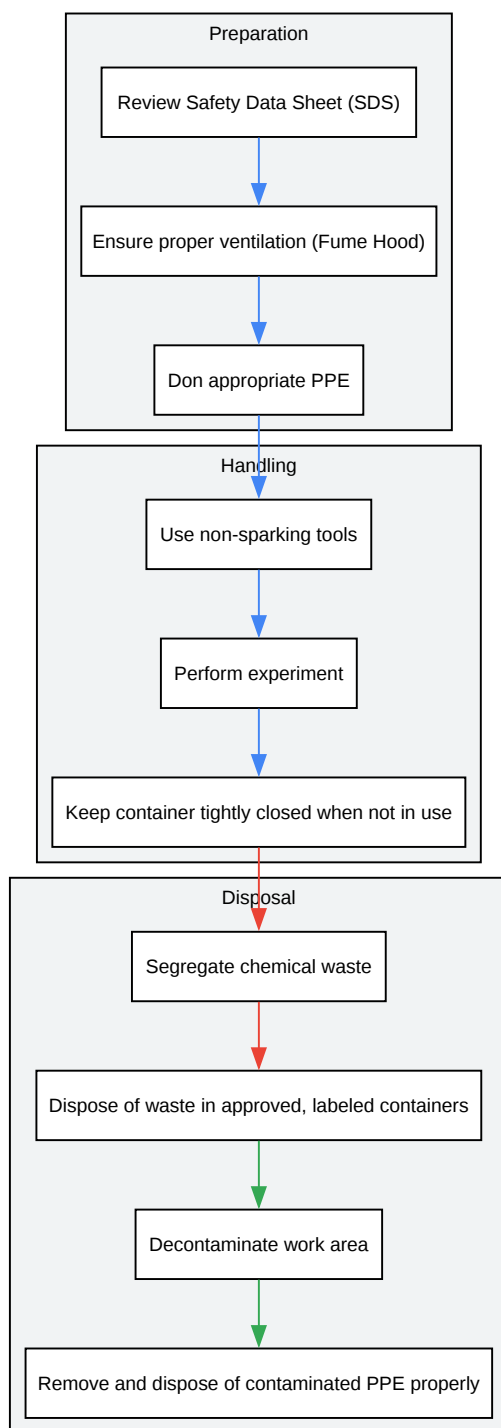 Preparation
Review Safety Data Sheet (SDS)
Ensure proper ventilation (Fume Hood)
Don appropriate PPE
Handling
Use non-sparking tools
Perform experiment
Keep container tightly closed when not in use
Disposal
Segregate chemical waste
Dispose of waste in approved, labeled containers
Decontaminate work area
Remove and dispose of contaminated PPE properly